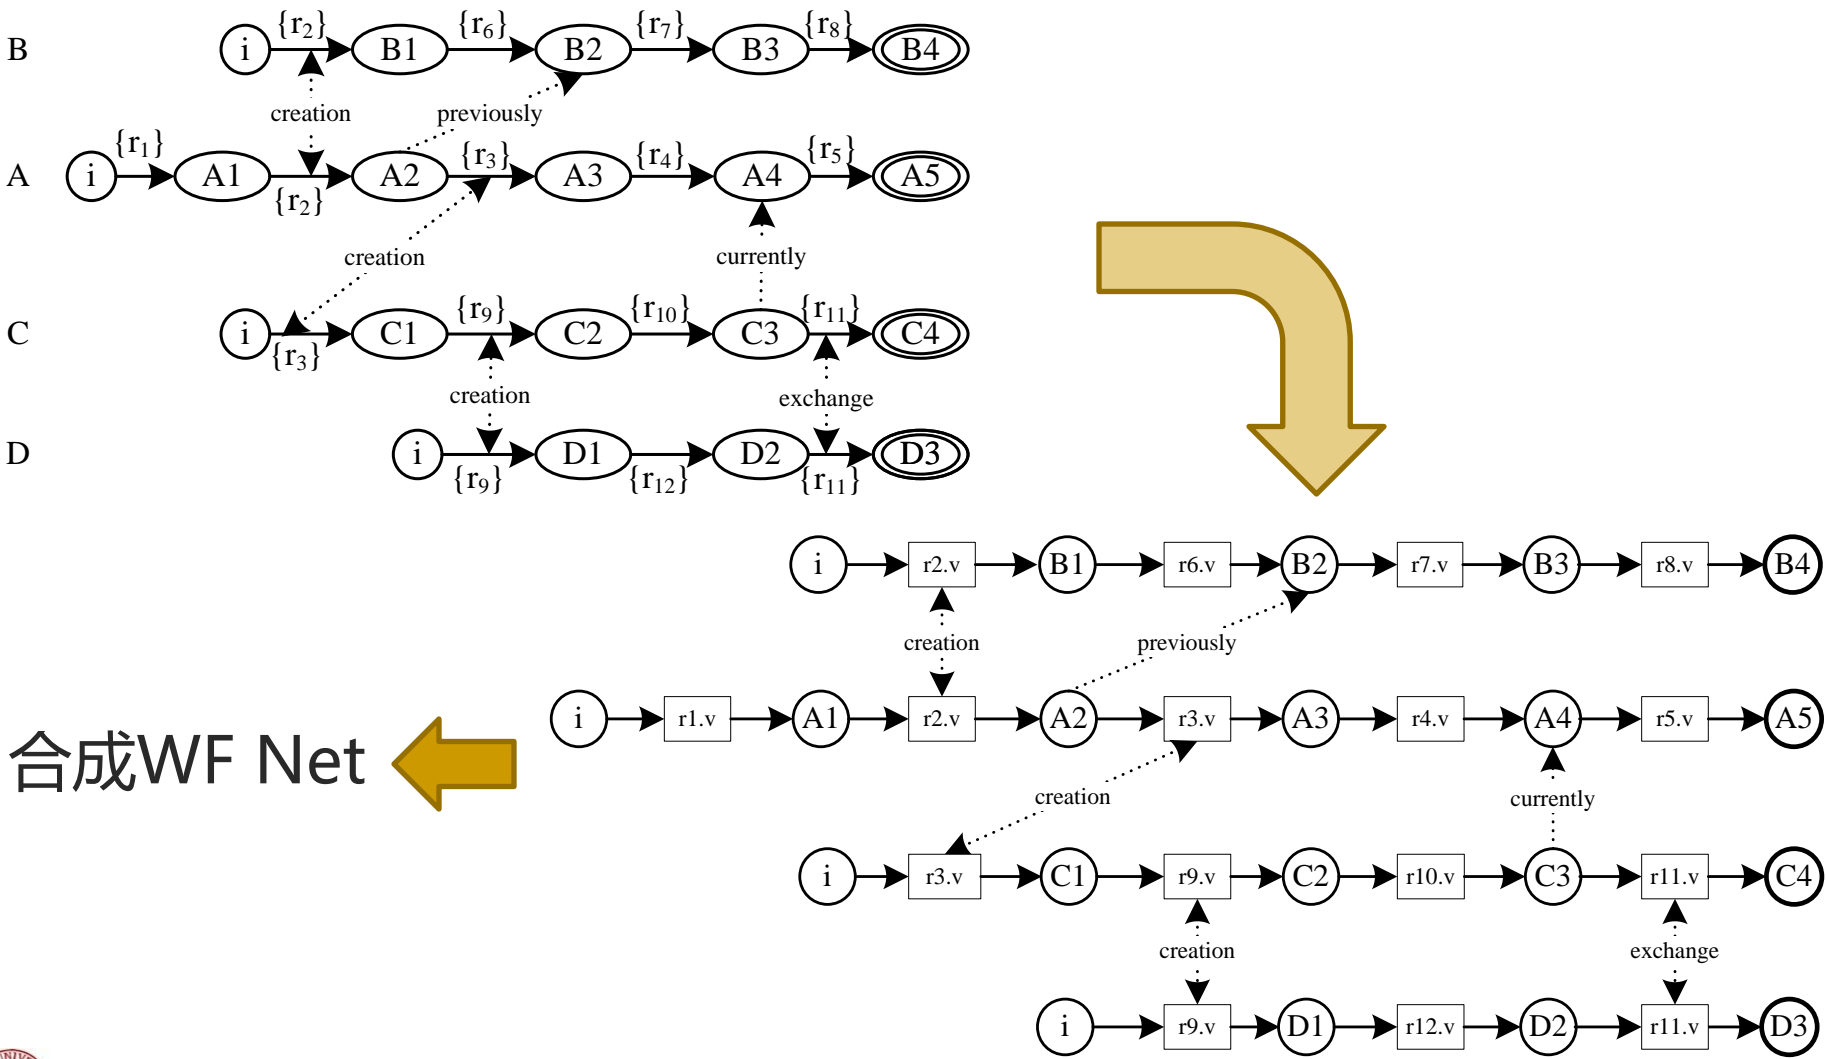 {r2} {r6} {r7} {r8}
B i B1 B2 B3 B4
creation previously
{r1} {r3} {r4} {r5}
A i A1 A2 A3 A4 A5
{r2}
creation currently
{r9} {r10} {r11}
C i C1 C2 C3 C4
{r3}
creation exchange
D i D1 D2 D3
{r9} {r12} {r11}
i r2.v B1 r6.v B2 r7.v B3 r8.v B4
creation previously
i r1.v A1 r2.v A2 r3.v A3 r4.v A4 r5.v A5
合成WF Net
creation currently
i r3.v C1 r9.v C2 r10.v C3 r11.v C4
creation exchange
i r9.v D1 r12.v D2 r11.v D3